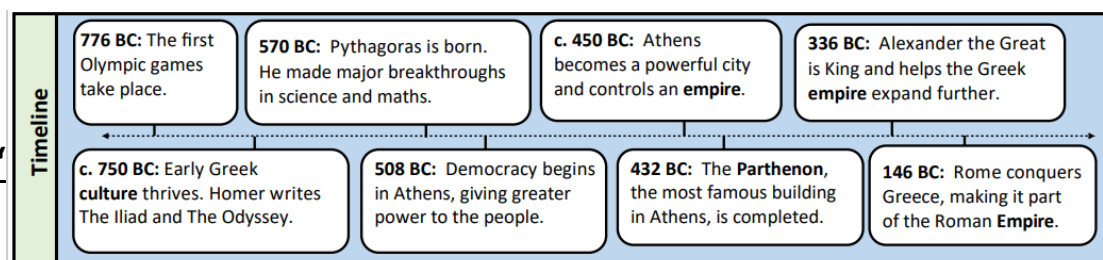 Timeline
776 BC: The first
Olympic games
take place.
570 BC: Pythagoras is born.
He made major breakthroughs
in science and maths.
c. 450 BC: Athens
becomes a powerful city
and controls an empire.
336 BC: Alexander the Great
is King and helps the Greek
empire expand further.
c. 750 BC: Early Greek
culture thrives. Homer writes
The Iliad and The Odyssey.
508 BC: Democracy begins
in Athens, giving greater
power to the people.
432 BC: The Parthenon,
the most famous building
in Athens, is completed.
146 BC: Rome conquers
Greece, making it part
of the Roman Empire.